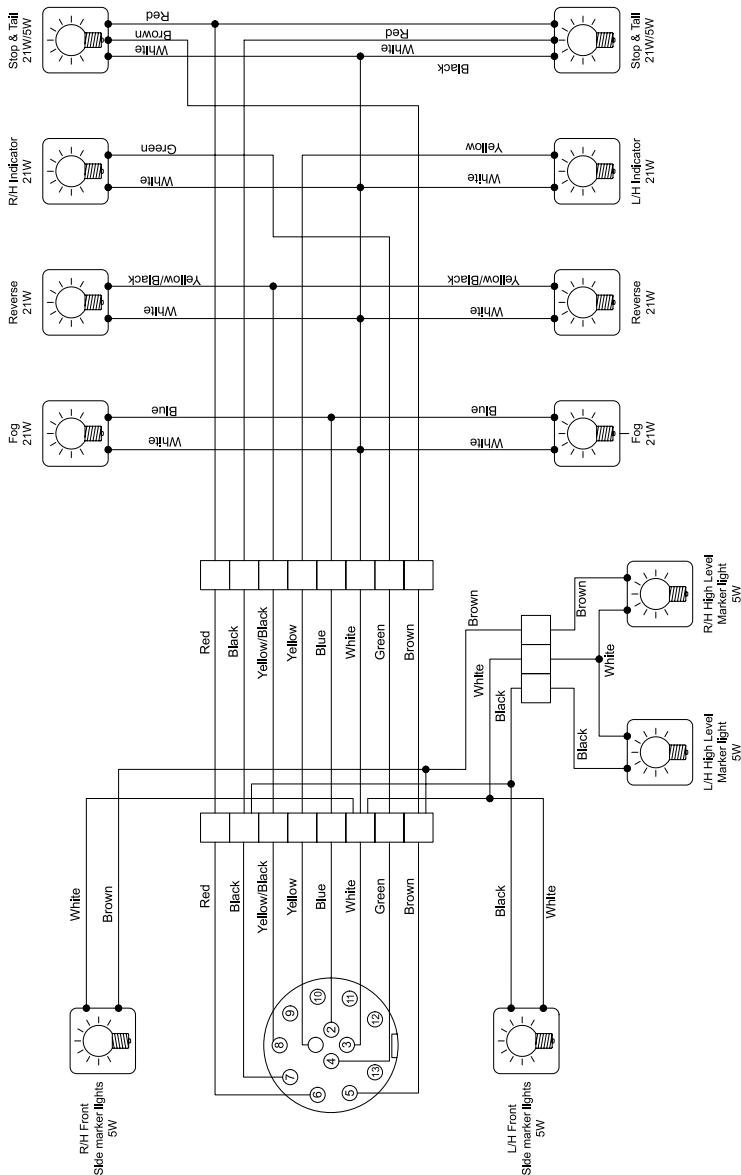 Stop & Tail
21W/5W
Red
Brown
White
Red
White
Black
Stop & Tail
21W/5W
R/H Indicator
21W
Green
White
Yellow
White
L/H Indicator
21W
Reverse
21W
Yellow/Black
White
Yellow/Black
White
Reverse
21W
Fog
21W
Blue
White
Blue
White
Fog
21W
Red
Black
Yellow/Black
Yellow
Blue
White
Green
Brown
Brown
White
Black
Brown
White
Black
R/H High Level
Marker light
5W
L/H High Level
Marker light
5W
White
Brown
Red
Black
Yellow/Black
Yellow
Blue
White
Green
Brown
Black
White
R/H Front
Side marker lights
5W
9
10
11
8
2
12
3
7
4
13
6
5
L/H Front
Side marker lights
5W